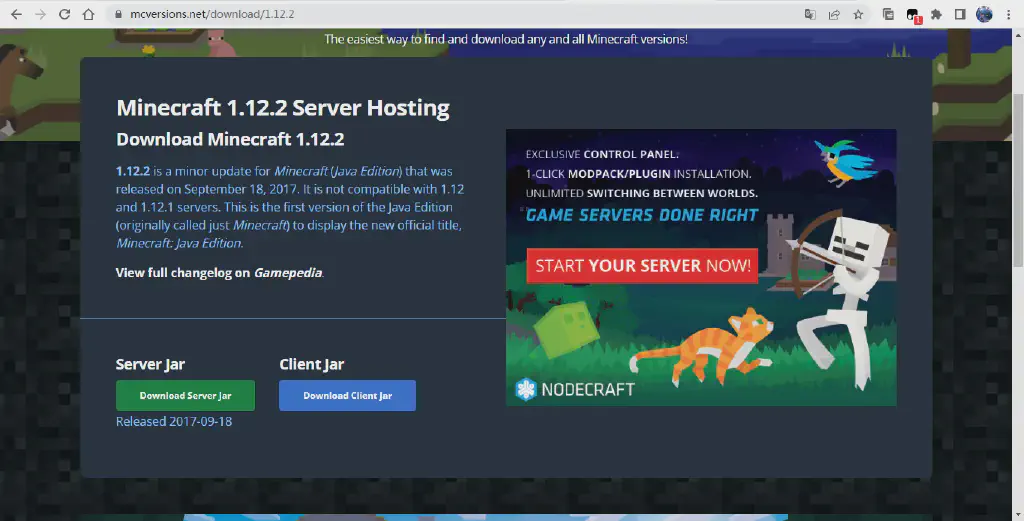 mcversions.net/download/1.12.2
1
The easiest way to find and download any and all Minecraft versions!
Minecraft 1.12.2 Server Hosting
Download Minecraft 1.12.2
1.12.2 is a minor update for Minecraft (Java Edition) that was
released on September 18, 2017. It is not compatible with 1.12
and 1.12.1 servers. This is the first version of the Java Edition
(originally called just Minecraft) to display the new official title,
Minecraft: Java Edition.
View full changelog on Gamepedia.
EXCLUSIVE CONTROL PANEL.
1-CLICK MODPACK/PLUGIN INSTALLATION.
UNLIMITED SWITCHING BETWEEN WORLDS.
GAME SERVERS DONE RIGHT
START YOUR SERVER NOW!
NODECRAFT
Server Jar
Client Jar
Download Server Jar
Download Client Jar
Released 2017-09-18